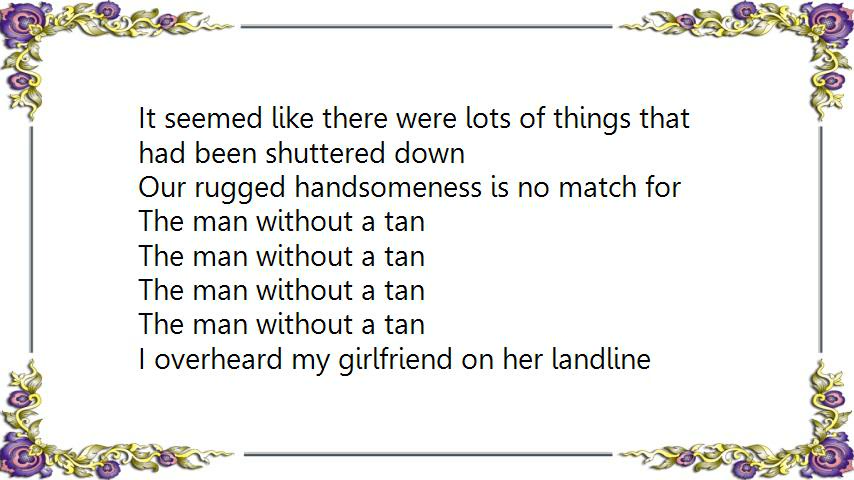 It seemed like there were lots of things that
had been shuttered down
Our rugged handsomeness is no match for
The man without a tan
The man without a tan
The man without a tan
The man without a tan
I overheard my girlfriend on her landline